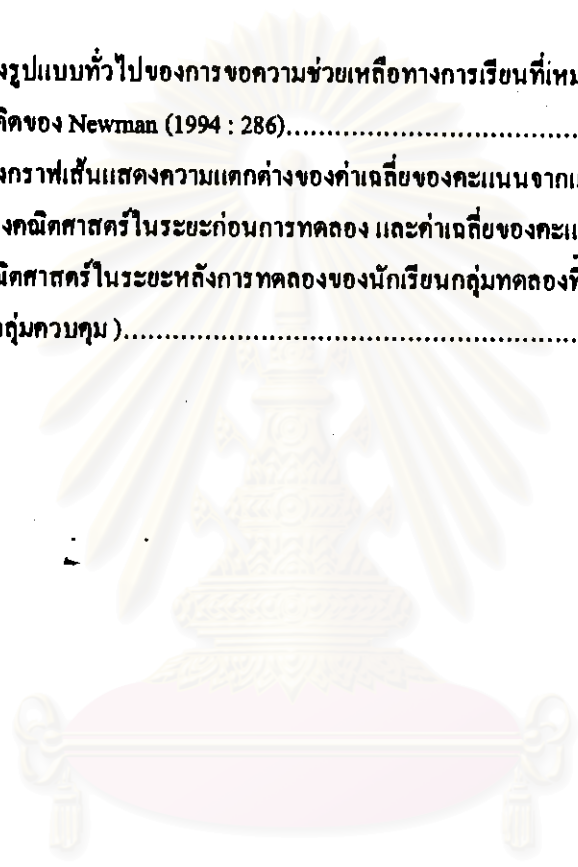 งรูปแบบทั่วไปของการขอความช่วยเหลือทางการเรียนที่เหม
คิดของ Newman (1994 : 286)....................................
งกราฟเส้นแสดงความแตกต่างของค่าเฉลี่ยของคะแนนจากแ
งคณิตศาสตร์ในระยะก่อนการทดลอง และค่าเฉลี่ยของคะแ
ณิตศาสตร์ในระยะหลังการทดลองของนักเรียนกลุ่มทดลองที่
กลุ่มควบคุม )..........................................................